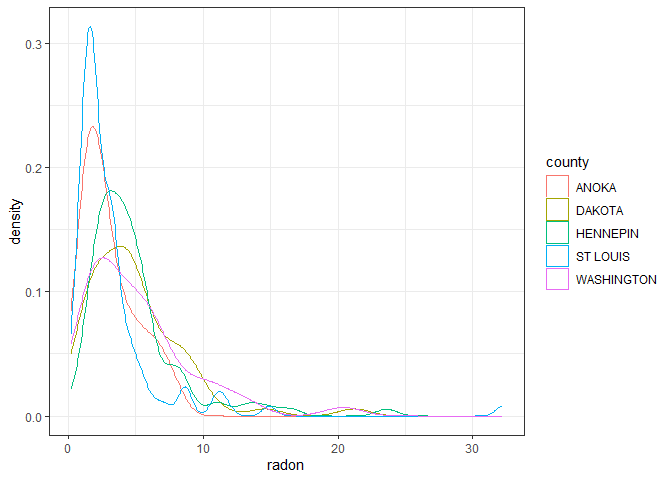 0.3
0.2
0.1
0.0
density
0
10
20
30
radon
county
ANOKA
DAKOTA
HENNEPIN
ST LOUIS
WASHINGTON